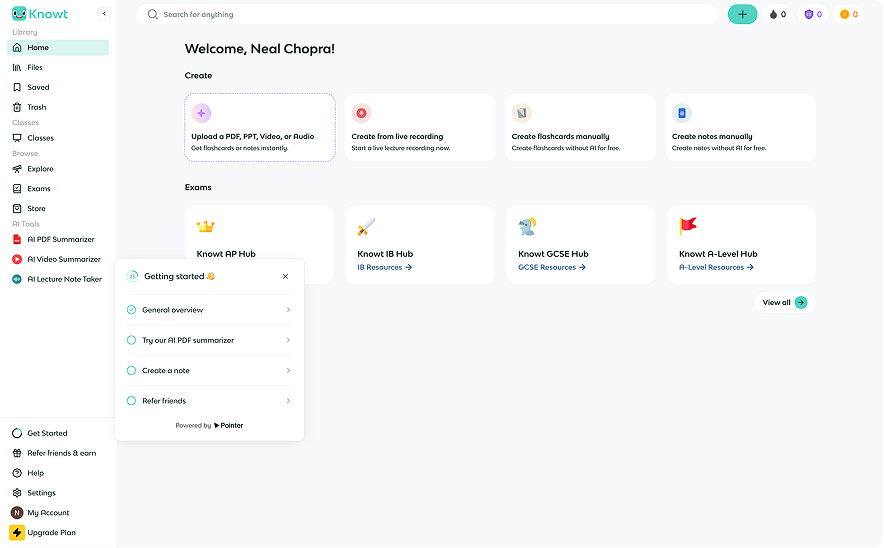 Knowt
Search for anything
0
0
0
Library
Home
Files
Saved
Trash
Classes
Classes
Browse
Explore
Exams
Store
AI Tools
AI PDF Summarizer
AI Video Summarizer
AI Lecture Note Taker
Get Started
Refer friends & earn
Help
Settings
N
My Account
Upgrade Plan
Welcome, Neal Chopra!
Create
Upload a PDF, PPT, Video, or Audio
Get flashcards or notes instantly.
Create from live recording
Start a live lecture recording now.
Create flashcards manually
Create flashcards without AI for free.
Create notes manually
Create notes without AI for free.
Exams
Knowt AP Hub
Knowt IB Hub
IB Resources
Knowt GCSE Hub
GCSE Resources
Knowt A-Level Hub
A-Level Resources
View all
25
Getting started
General overview
Try our AI PDF summarizer
Create a note
Refer friends
Powered by Pointer